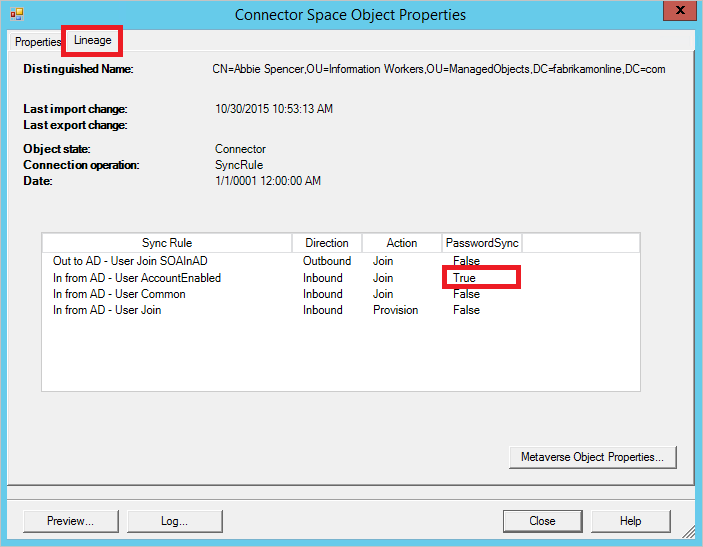 Connector Space Object Properties
x
Properties Lineage
Distinguished Name: CN=Abbie Spencer,OU=Information Workers,OU=ManagedObjects,DC=fabrikamonline,DC=com
Last import change: 10/30/2015 10:53:13 AM
Last export change:
Object state: Connector
Connection operation: SyncRule
Date: 1/1/0001 12:00:00 AM
Sync Rule Direction Action PasswordSync
Out to AD - User Join SOAInAD Outbound Join False
In from AD - User AccountEnabled Inbound Join True
In from AD - User Common Inbound Join False
In from AD - User Join Inbound Provision False
Metaverse Object Properties...
Preview... Log... Close Help